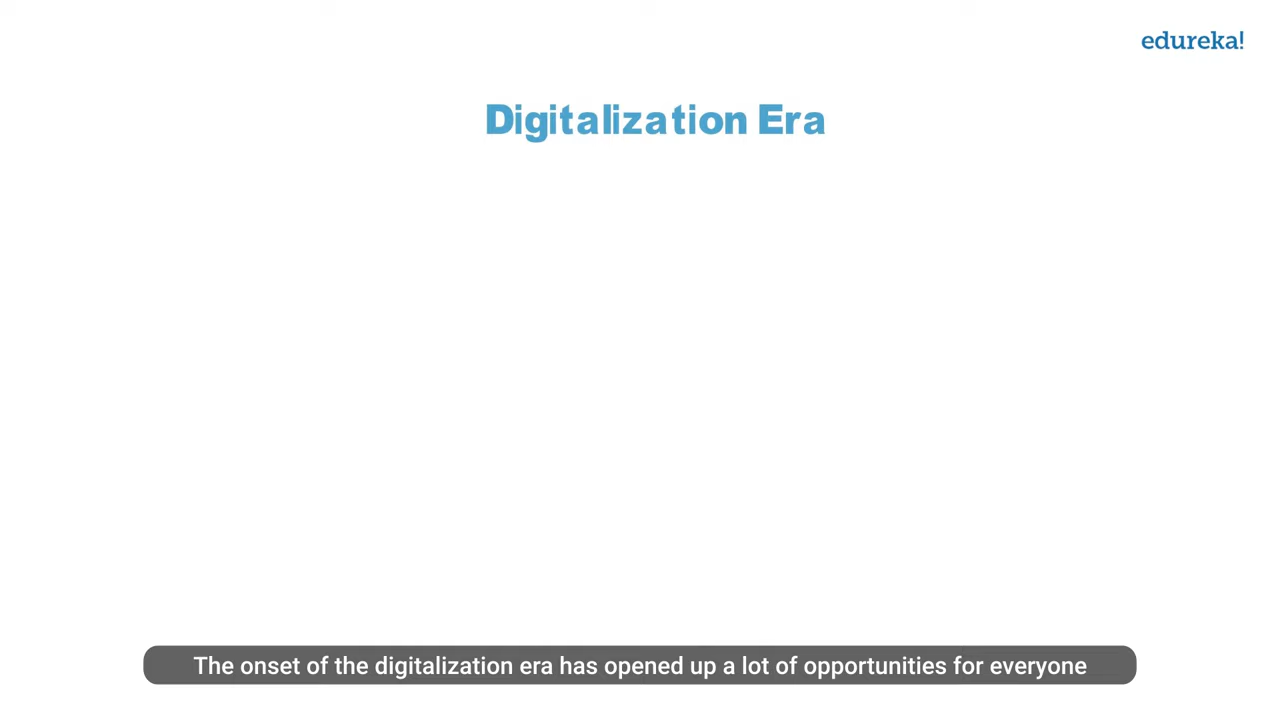 edureka!
Digitalization Era
The onset of the digitalization era has opened up a lot of opportunities for everyone